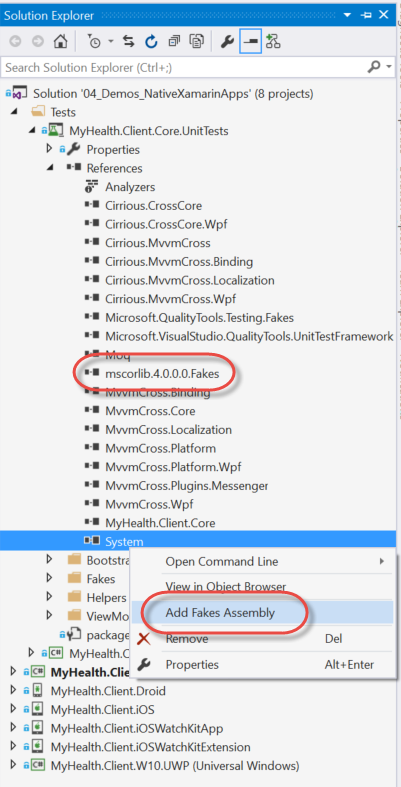 Solution Explorer
Search Solution Explorer (Ctrl+;)
Solution '04_Demos_NativeXamarinApps' (8 projects)
Tests
MyHealth.Client.Core.UnitTests
Properties
References
Analyzers
Cirrious.CrossCore
Cirrious.CrossCore.Wpf
Cirrious.MvvmCross
Cirrious.MvvmCross.Binding
Cirrious.MvvmCross.Localization
Cirrious.MvvmCross.Wpf
Microsoft.QualityTools.Testing.Fakes
Microsoft.VisualStudio.QualityTools.UnitTestFramework
Moq
mscorlib.4.0.0.0.Fakes
MvvmCross.Binding
MvvmCross.Core
MvvmCross.Localization
MvvmCross.Platform
MvvmCross.Platform.Wpf
MvvmCross.Plugins.Messenger
MvvmCross.Wpf
MyHealth.Client.Core
System
Bootstra
Open Command Line
Fakes
View in Object Browser
Helpers
Add Fakes Assembly
ViewMo
package
Remove Del
C# MyHealth.C
Properties Alt+Enter
C# MyHealth.Clie
MyHealth.Client.Droid
MyHealth.Client.iOS
MyHealth.Client.iOSWatchKitApp
MyHealth.Client.iOSWatchKitExtension
C# MyHealth.Client.W10.UWP (Universal Windows)